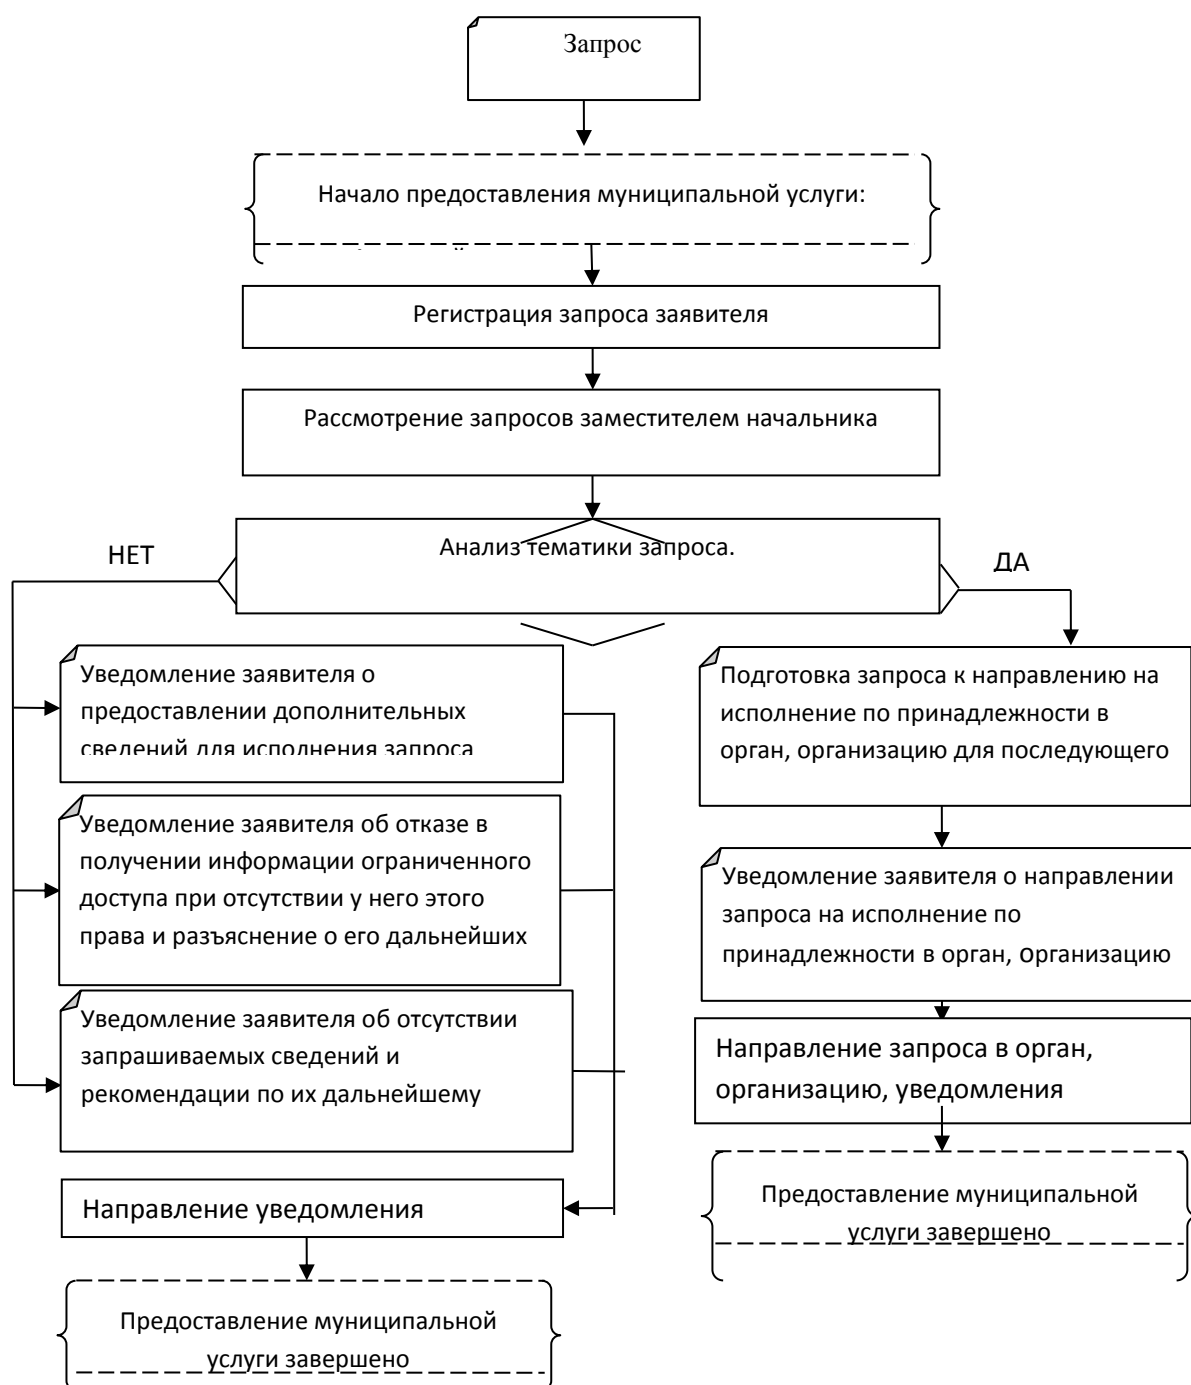 Запрос
Начало предоставления муниципальной услуги:
Регистрация запроса заявителя
Рассмотрение запросов заместителем начальника
Анализ тематики запроса.
НЕТ
ДА
Уведомление заявителя о
предоставлении дополнительных
сведений для исполнения запроса
Уведомление заявителя об отказе в
получении информации ограниченного
доступа при отсутствии у него этого
права и разъяснение о его дальнейших
Уведомление заявителя об отсутствии
запрашиваемых сведений и
рекомендации по их дальнейшему
Направление уведомления
Предоставление муниципальной
услуги завершено
Подготовка запроса к направлению на
исполнение по принадлежности в
орган, организацию для последующего
Уведомление заявителя о направлении
запроса на исполнение по
принадлежности в орган, организацию
Направление запроса в орган,
организацию, уведомления
Предоставление муниципальной
услуги завершено